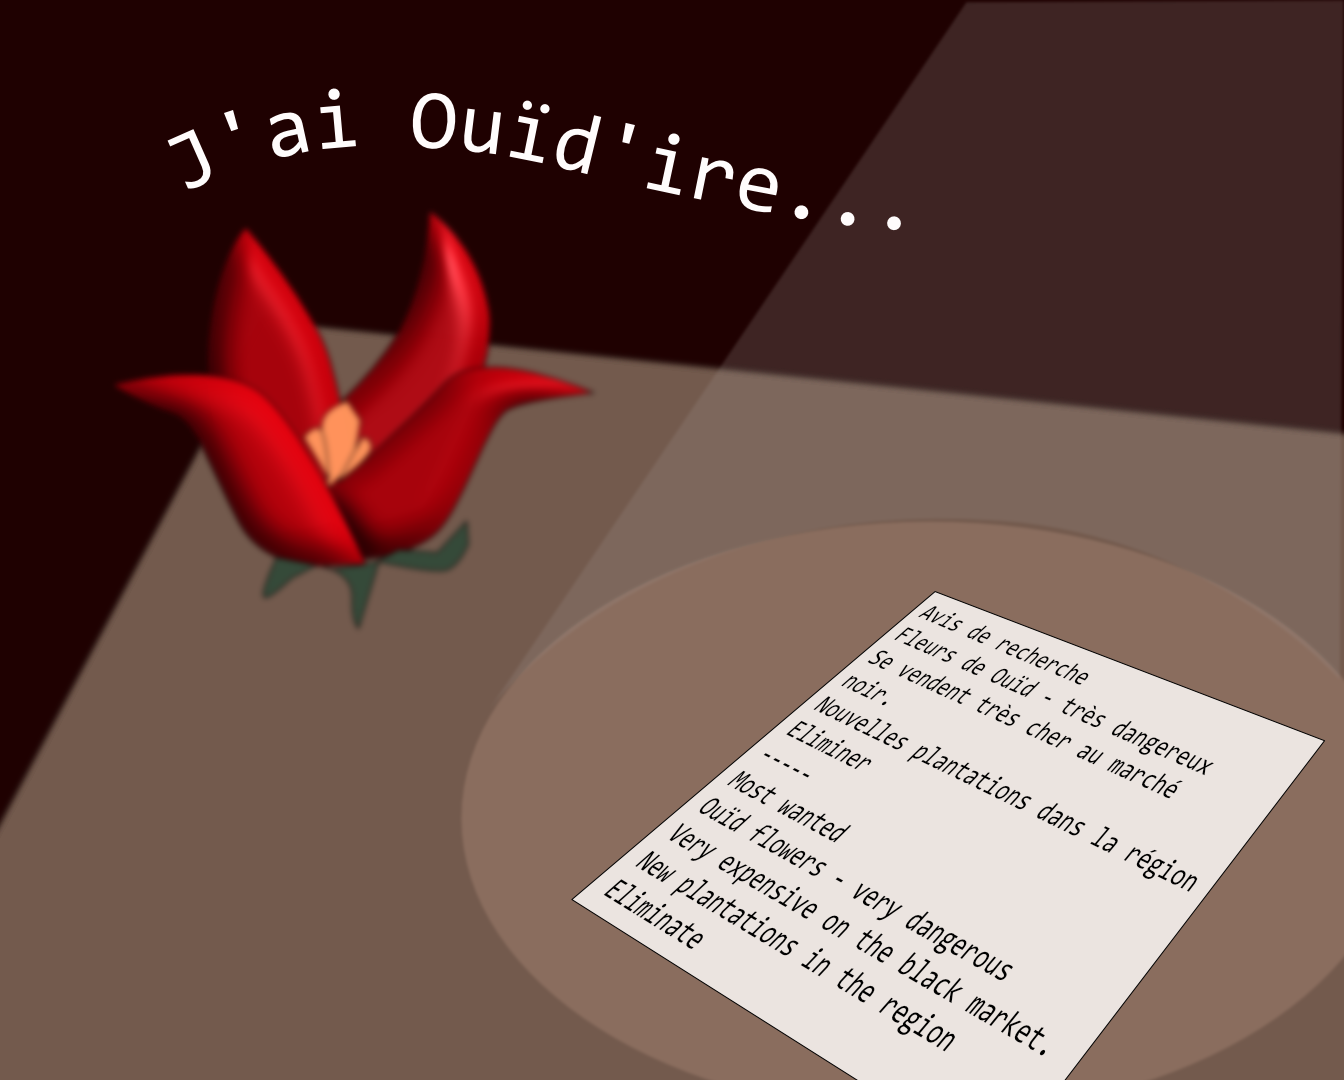 J'ai Ouïd'ire...
Avis de recherche
Fleurs de Ouïd - très dangereux
Se vendent très cher au marché
noir.
Nouvelles plantations dans la région
Eliminer
-----
Most wanted
Ouïd flowers - very dangerous
Very expensive on the black market.
New plantations in the region
Eliminate